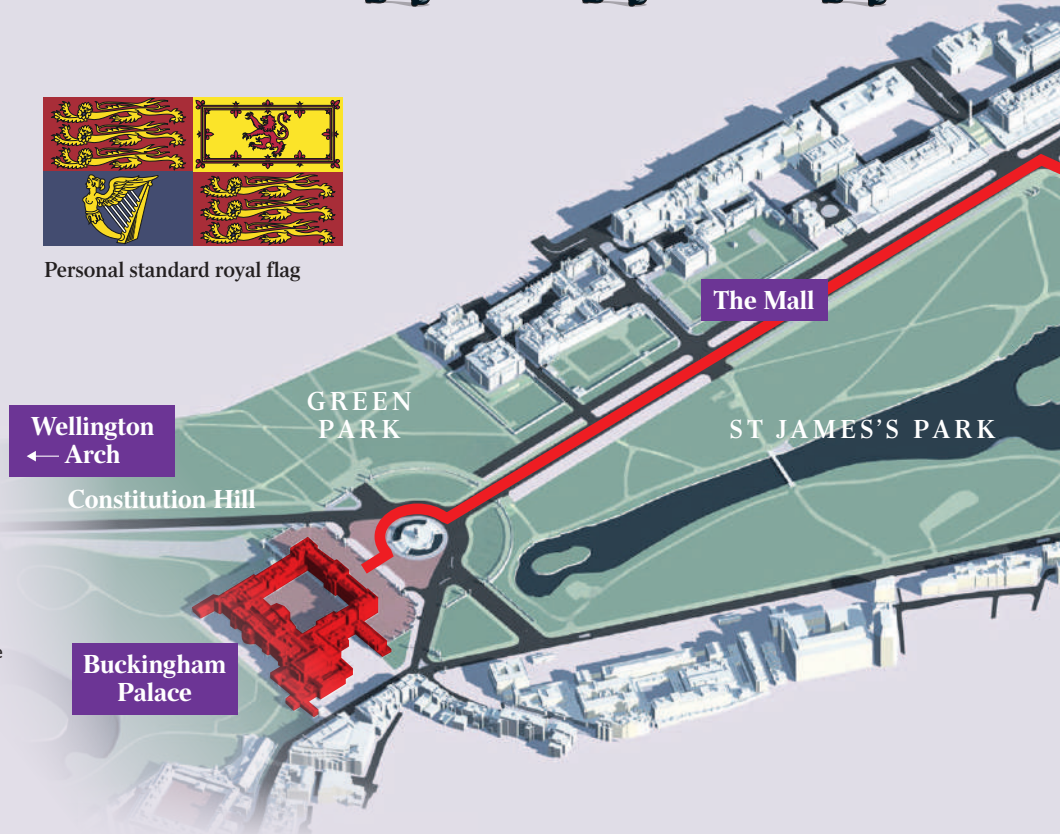 Personal standard royal flag
The Mall
GREEN
PARK
ST JAMES'S PARK
Wellington
← Arch
Constitution Hill
Buckingham
Palace